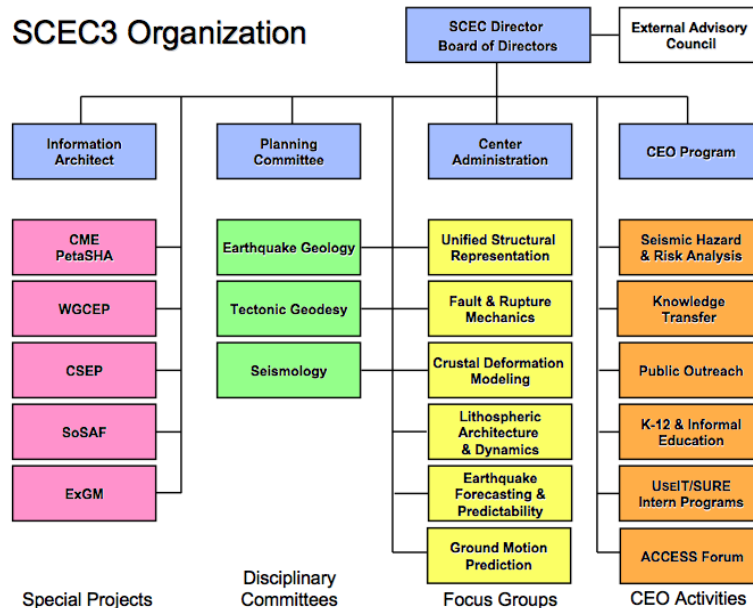 SCEC3 Organization
SCEC Director
Board of Directors
External Advisory
Council
Information
Architect
Planning
Committee
Center
Administration
CEO Program
CME
PetaSHA
WGCEP
CSEP
SoSAF
ExGM
Special Projects
Earthquake Geology
Tectonic Geodesy
Seismology
Disciplinary
Committees
Unified Structural
Representation
Fault & Rupture
Mechanics
Crustal Deformation
Modeling
Lithospheric
Architecture
& Dynamics
Earthquake
Forecasting &
Predictability
Ground Motion
Prediction
Focus Groups
Seismic Hazard
& Risk Analysis
Knowledge
Transfer
Public Outreach
K-12 & Informal
Education
USEIT/SURE
Intern Programs
ACCESS Forum
CEO Activities